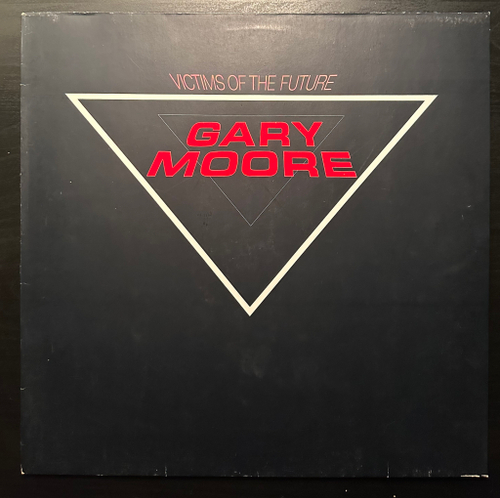 VICTIMS OF THE FUTURE
GARY
MOORE